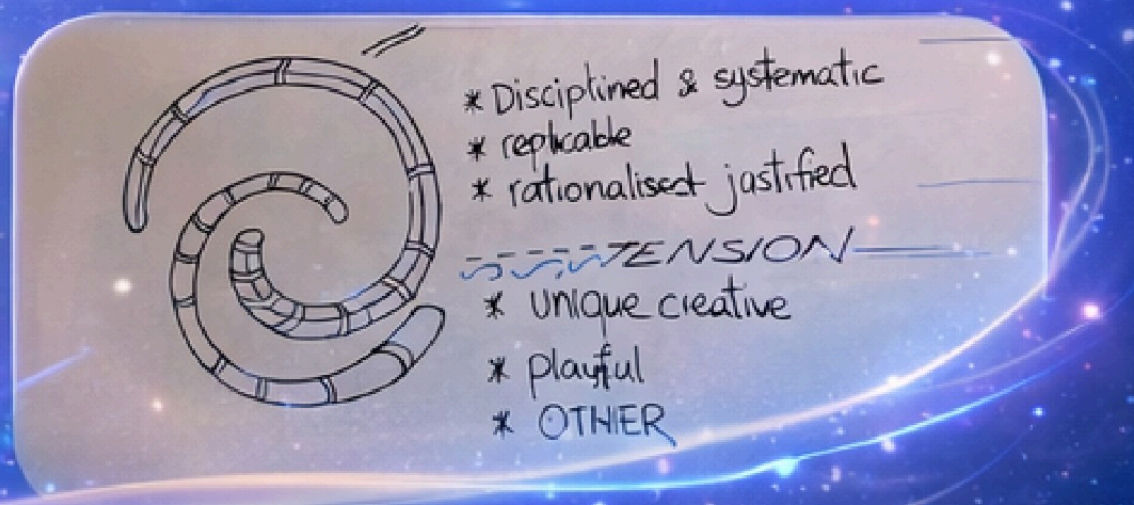 * Disciplined & systematic
* replicable
* rationalised justified
TENSION
* unique creative
* playful
* OTHER